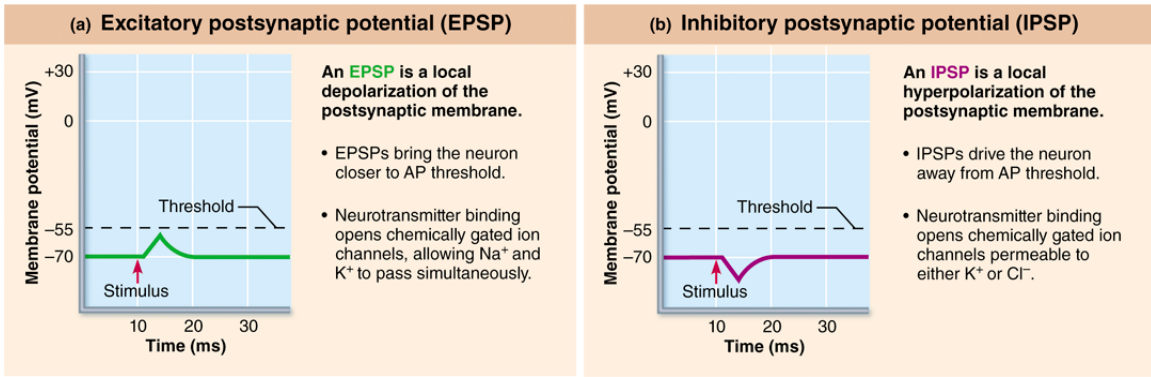 (a) Excitatory postsynaptic potential (EPSP)
Membrane potential (mV)
+30
0
–55
–70
Threshold
Stimulus
10 20 30
Time (ms)
An EPSP is a local
depolarization of the
postsynaptic membrane.
• EPSPs bring the neuron
closer to AP threshold.
• Neurotransmitter binding
opens chemically gated ion
channels, allowing Na⁺ and
K⁺ to pass simultaneously.
(b) Inhibitory postsynaptic potential (IPSP)
Membrane potential (mV)
+30
0
–55
–70
Threshold
Stimulus
10 20 30
Time (ms)
An IPSP is a local
hyperpolarization of the
postsynaptic membrane.
• IPSPs drive the neuron
away from AP threshold.
• Neurotransmitter binding
opens chemically gated ion
channels permeable to
either K⁺ or Cl⁻.